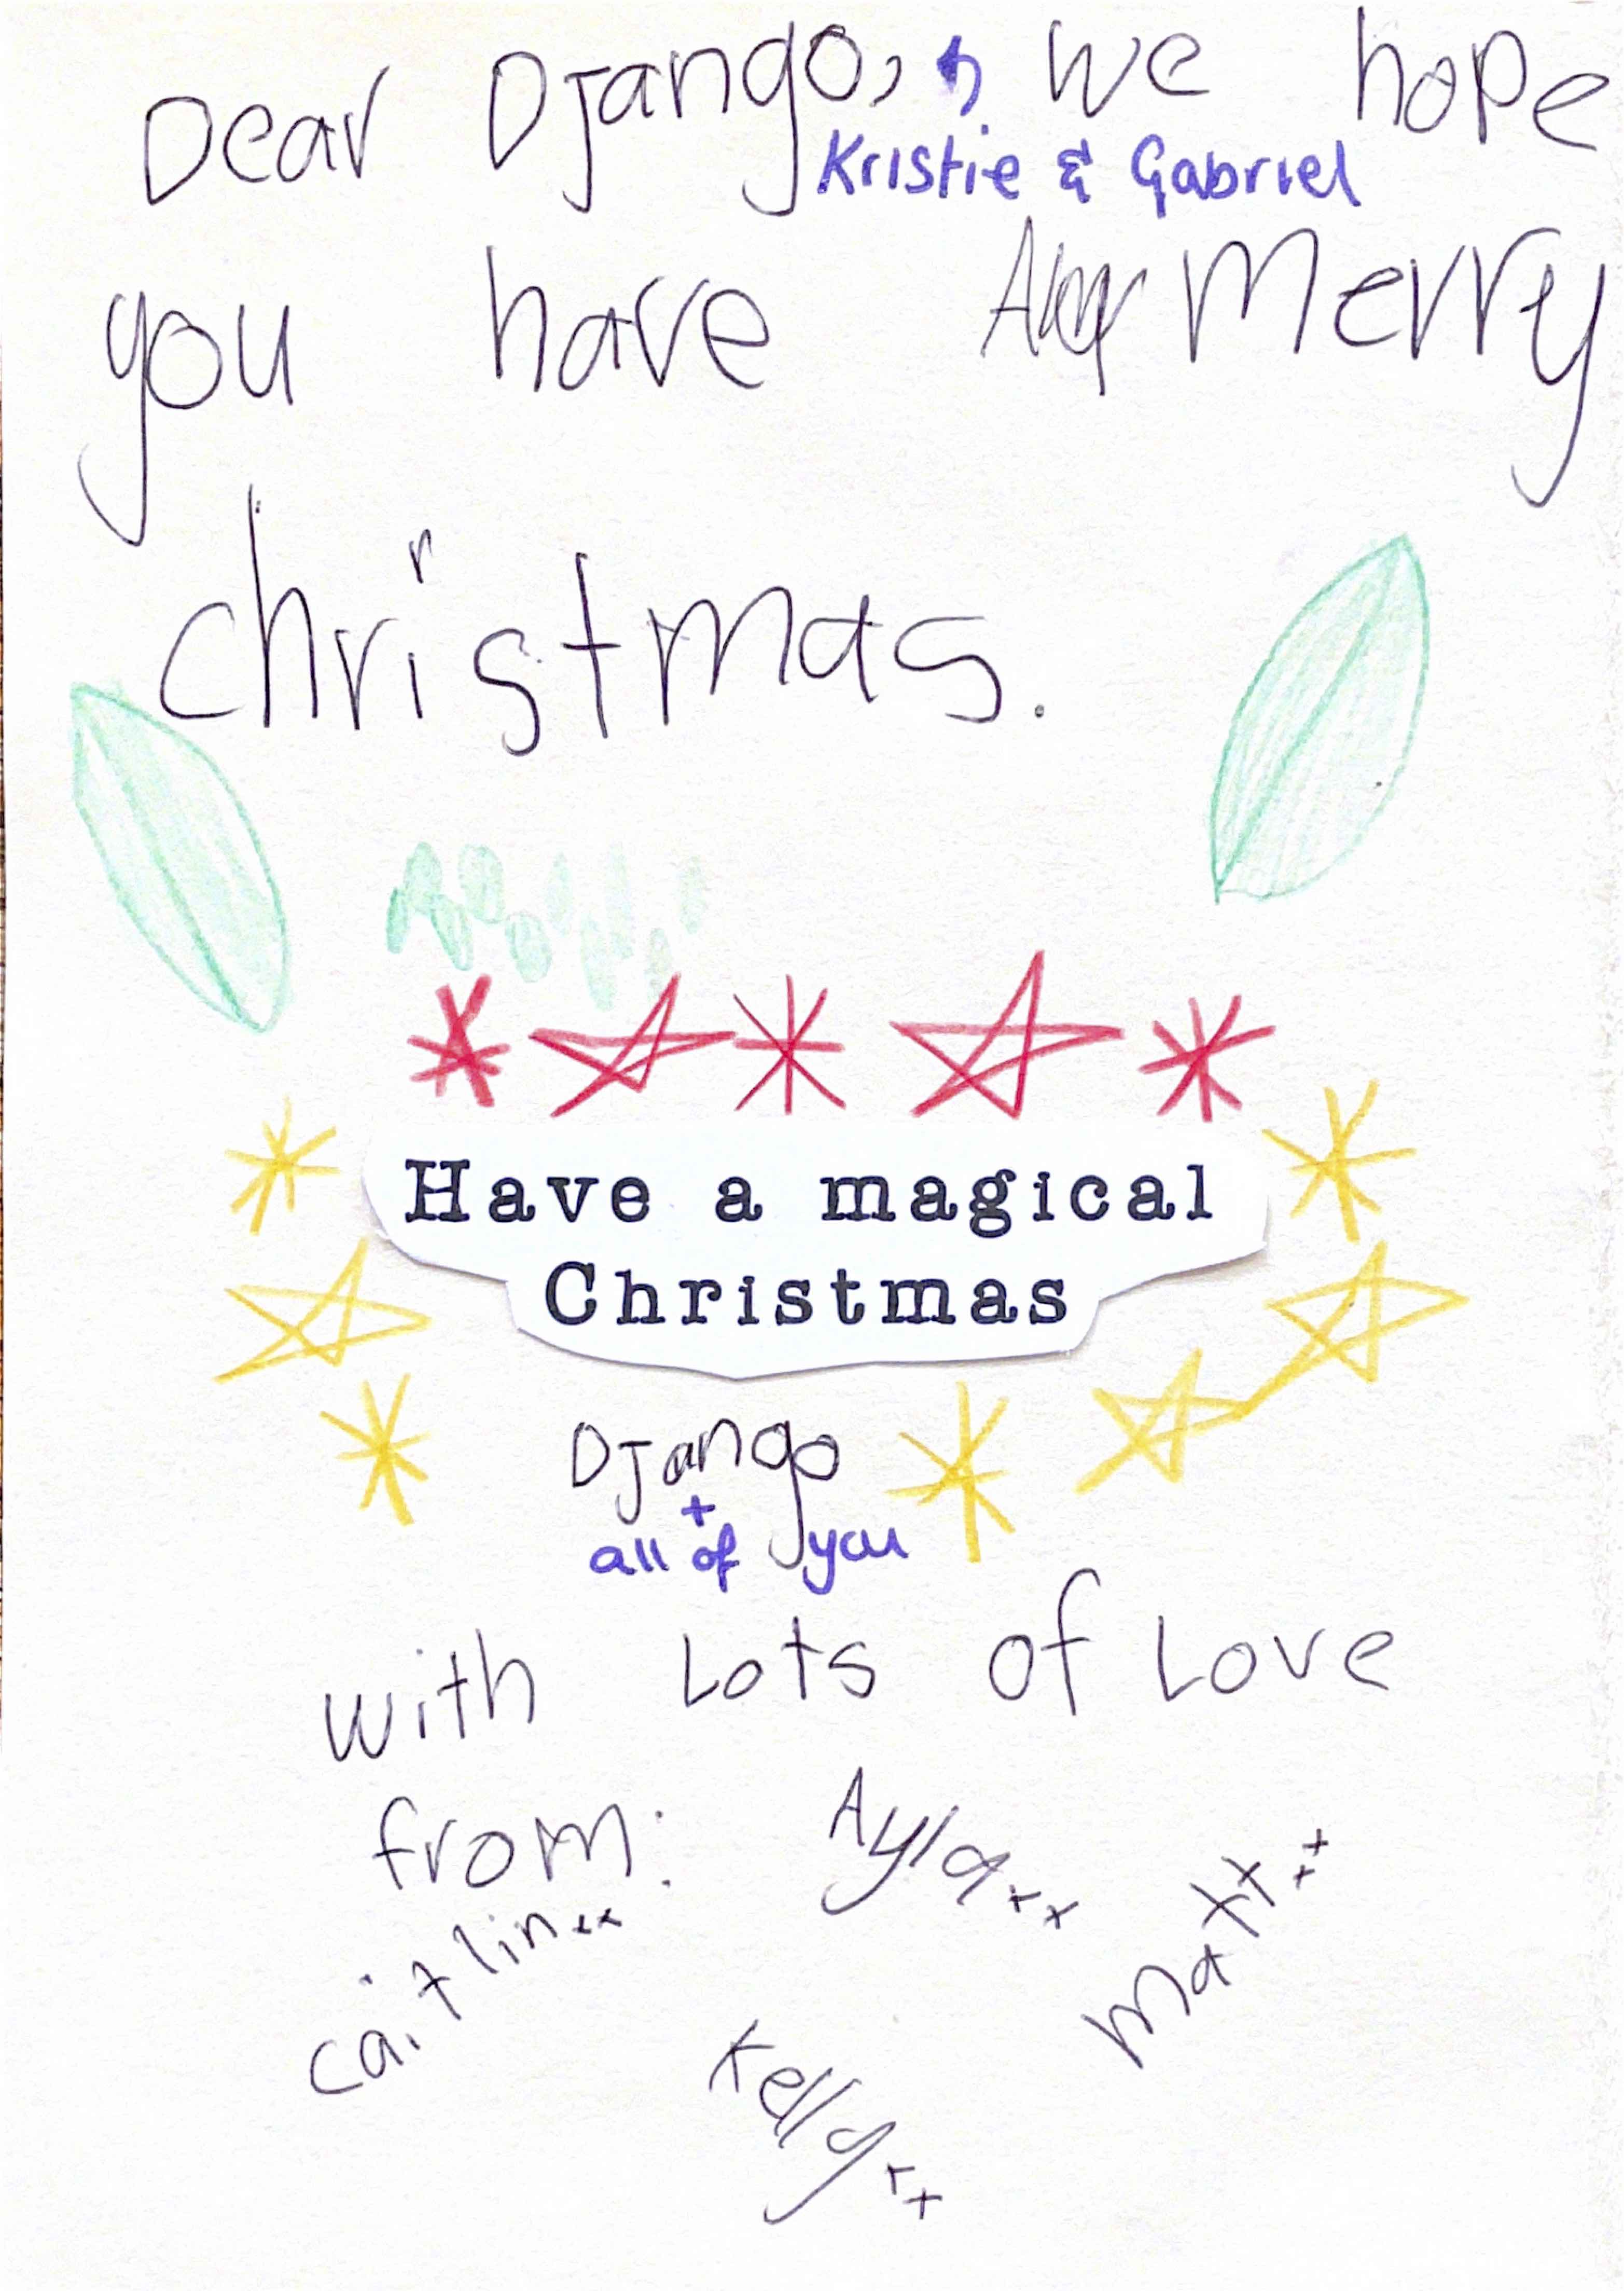 Dear Django, we hope
Kristie & Gabriel
you have Merry
christmas.
r
Have a magical
Christmas
Django
+
all of you
with Lots of Love
from:
Ayla xx
caitlin xx
Matt xx
Kelly xx